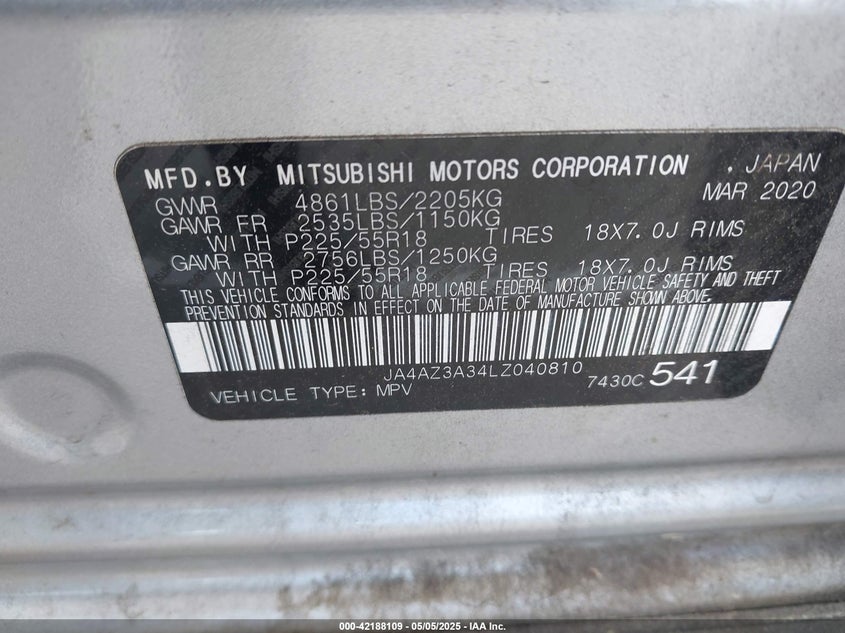 MFD.BY MITSUBISHI MOTORS CORPORATION . JAPAN
MAR 2020
GVWR 4861LBS/2205KG
GAWR FR 2535LBS/1150KG
WITH P225/55R18 TIRES 18X7.0J RIMS
GAWR RR 2756LBS/1250KG
WITH P225/55R18 TIRES 18X7.0J RIMS
THIS VEHICLE CONFORMS TO ALL APPLICABLE FEDERAL MOTOR VEHICLE SAFETY AND THEFT
PREVENTION STANDARDS IN EFFECT ON THE DATE OF MANUFACTURE SHOWN ABOVE.
JA4AZ3A34LZ040810
VEHICLE TYPE: MPV 7430C 541
000-42188109 - 05/05/2025 - IAA Inc.